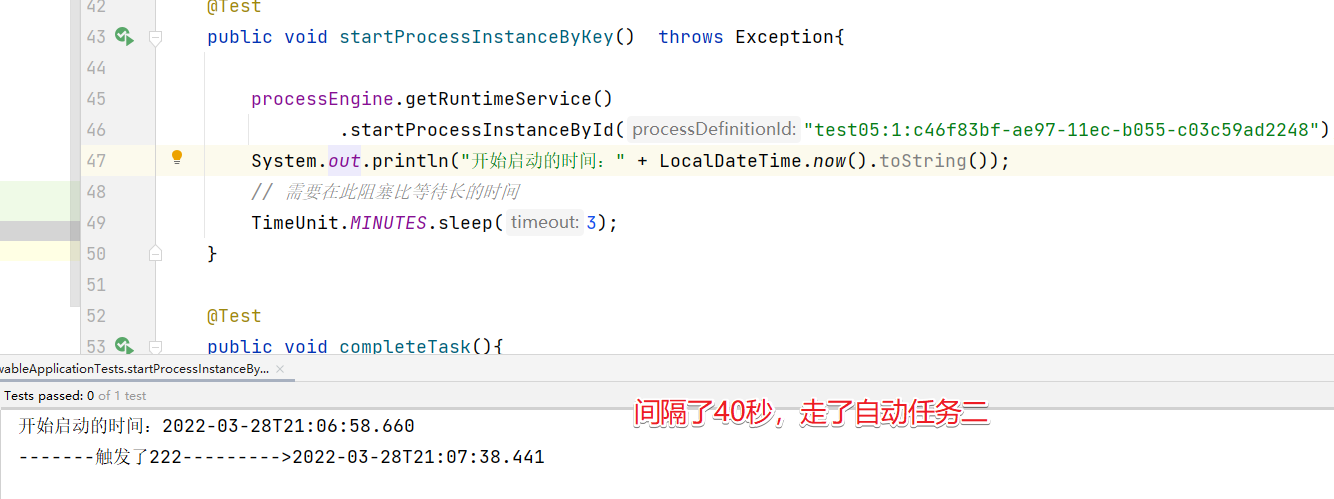 42 @Test
43 public void startProcessInstanceByKey()  throws Exception{
44
45 processEngine.getRuntimeService()
46 .startProcessInstanceById( processDefinitionId: "test05:1:c46f83bf-ae97-11ec-b055-c03c59ad2248")
47 System.out.println("开始启动的时间：" + LocalDateTime.now().toString());
48 // 需要在此阻塞比等待长的时间
49 TimeUnit.MINUTES.sleep( timeout: 3);
50 }
51
52 @Test
53 public void completeTask(){
wableApplicationTests.startProcessInstanceBy... ×
Tests passed: 0 of 1 test
间隔了40秒，走了自动任务二
开始启动的时间：2022-03-28T21:06:58.660
-------触发了222--------->2022-03-28T21:07:38.441